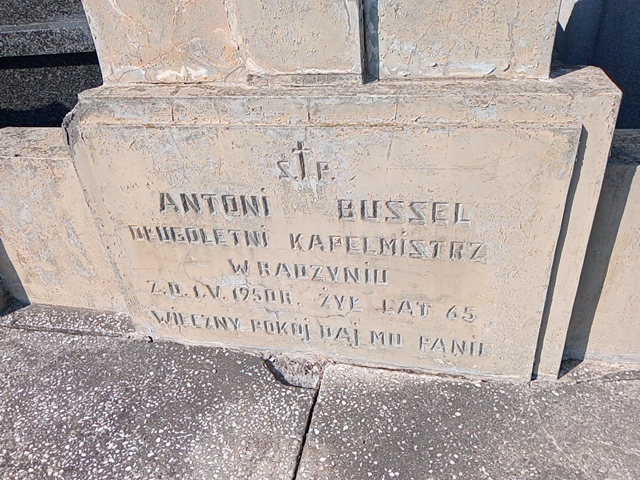 Ś † P.
ANTONI BUSSEL
DŁUGOLETNI KAPELMISTRZ
W RADZYNIU
Z.D. 1.V. 1950R. ŻYŁ LAT 65
WIECZNY POKÓJ DAJ MU PANIE